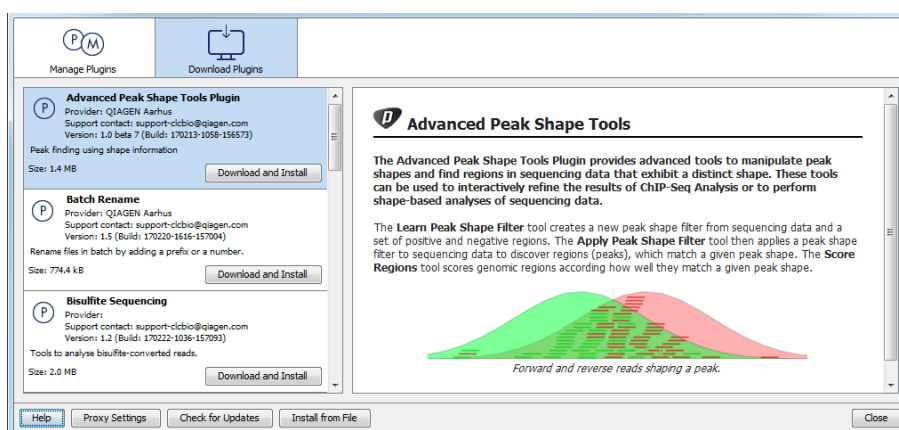 P M
Manage Plugins
Download Plugins
P
Advanced Peak Shape Tools Plugin
Provider: QIAGEN Aarhus
Support contact: support-clcbio@qiagen.com
Version: 1.0 beta 7 (Build: 170213-1058-156573)
Peak finding using shape information
Size: 1.4 MB
Download and Install
P
Batch Rename
Provider: QIAGEN Aarhus
Support contact: support-clcbio@qiagen.com
Version: 1.5 (Build: 170220-1616-157004)
Rename files in batch by adding a prefix or a number.
Size: 774.4 kB
Download and Install
P
Bisulfite Sequencing
Provider:
Support contact: support-clcbio@qiagen.com
Version: 1.2 (Build: 170222-1036-157093)
Tools to analyse bisulfite-converted reads.
Size: 2.0 MB
Download and Install
p
Advanced Peak Shape Tools
The Advanced Peak Shape Tools Plugin provides advanced tools to manipulate peak
shapes and find regions in sequencing data that exhibit a distinct shape. These tools
can be used to interactively refine the results of ChIP-Seq Analysis or to perform
shape-based analyses of sequencing data.
The Learn Peak Shape Filter tool creates a new peak shape filter from sequencing data and a
set of positive and negative regions. The Apply Peak Shape Filter tool then applies a peak shape
filter to sequencing data to discover regions (peaks), which match a given peak shape. The Score
Regions tool scores genomic regions according how well they match a given peak shape.
Forward and reverse reads shaping a peak.
Help
Proxy Settings
Check for Updates
Install from File
Close